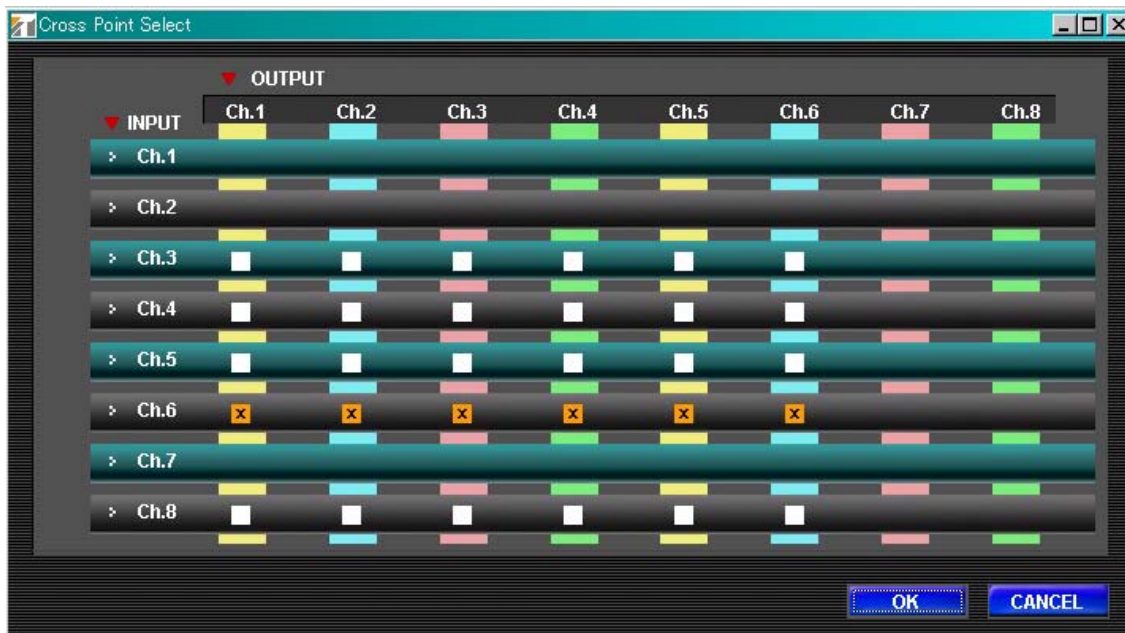 Cross Point Select
OUTPUT
INPUT Ch.1 Ch.2 Ch.3 Ch.4 Ch.5 Ch.6 Ch.7 Ch.8
Ch.1
Ch.2
Ch.3
Ch.4
Ch.5
Ch.6 x x x x x x
Ch.7
Ch.8
OK CANCEL